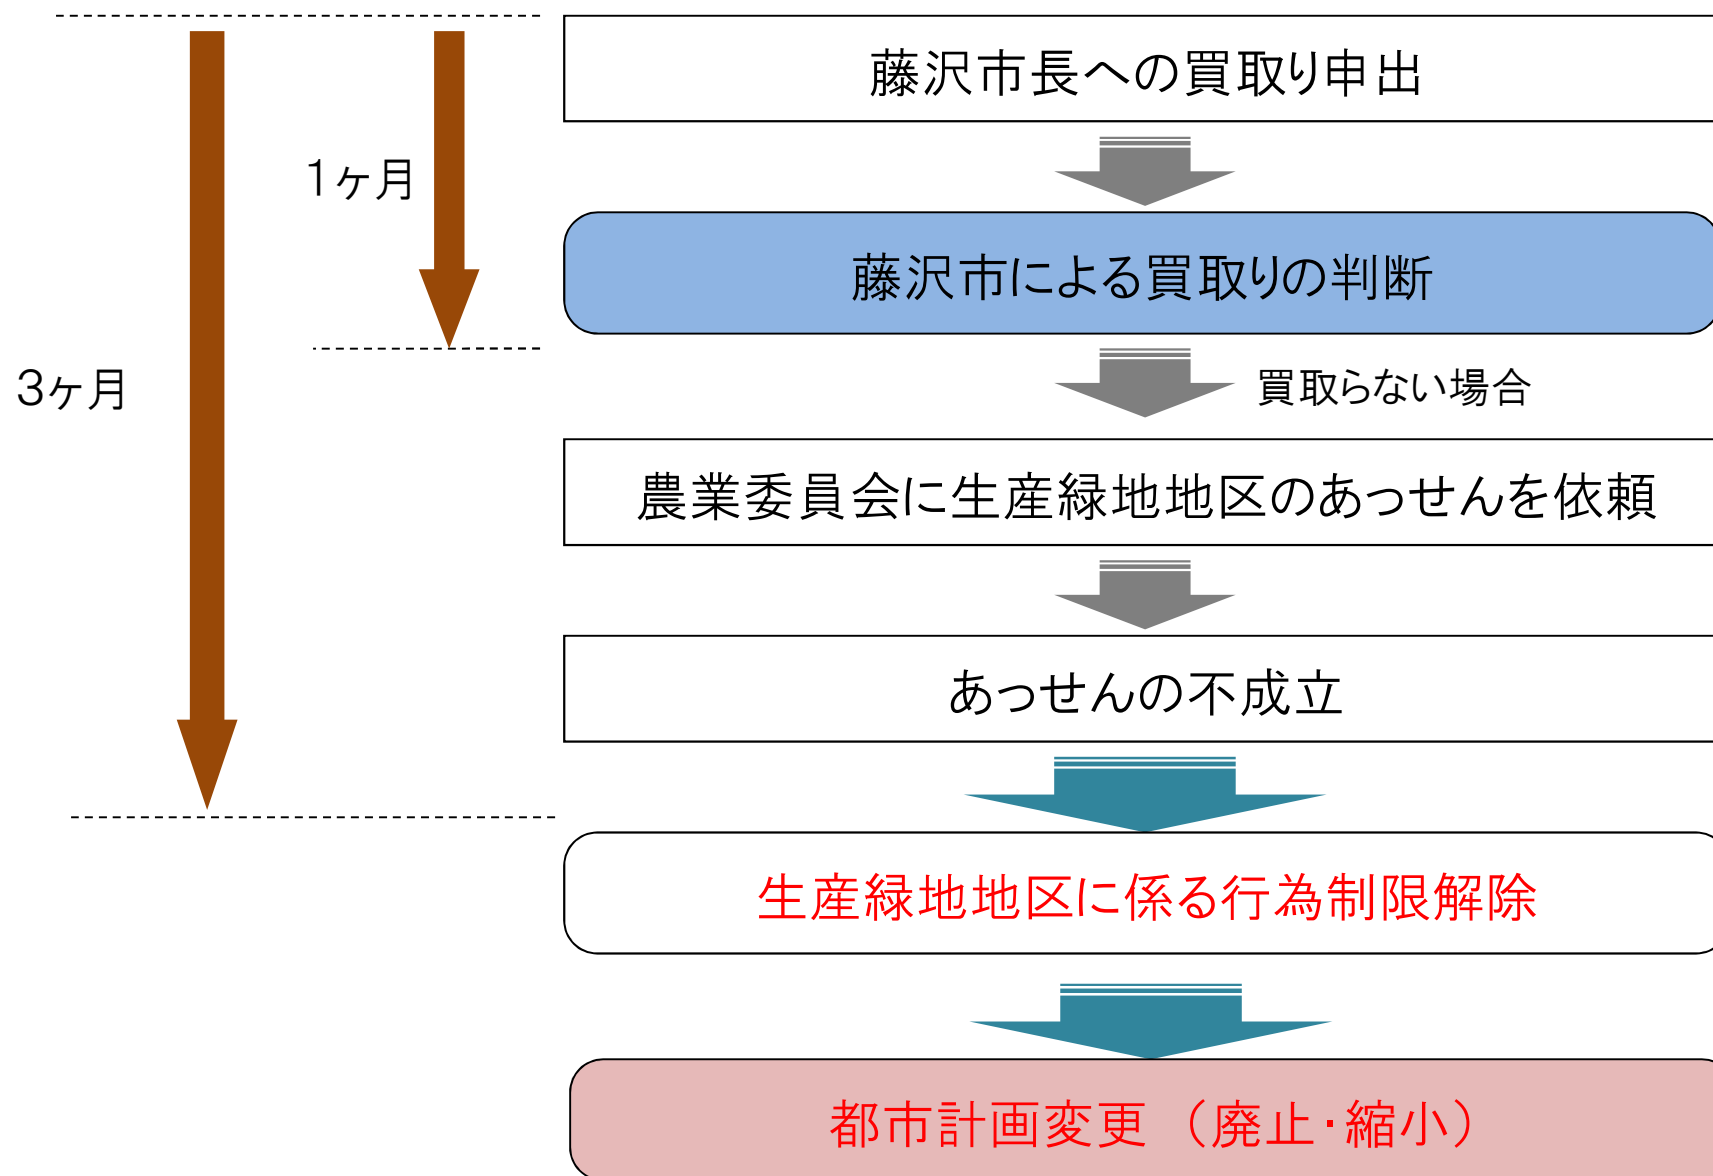 藤沢市長への買取り申出
1ヶ月
藤沢市による買取りの判断
3ヶ月
買取らない場合
農業委員会に生産緑地地区のあっせんを依頼
あっせんの不成立
生産緑地地区に係る行為制限解除
都市計画変更（廃止・縮小）